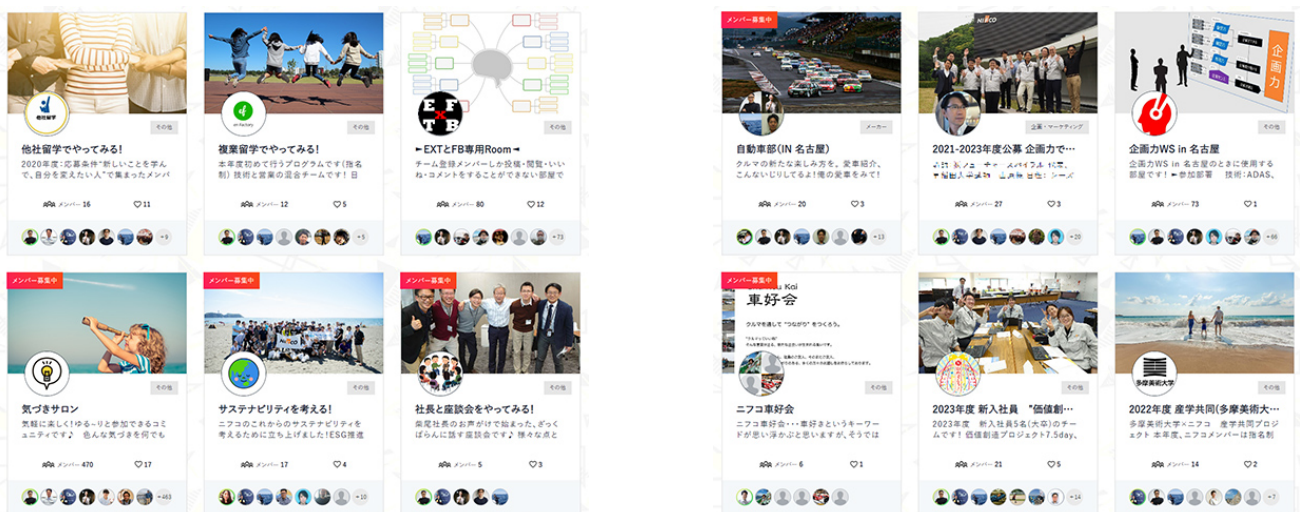 他社留学
その他
他社留学でやってみる!
2020年度:応募条件"新しいことを学ん
で、自分を変えたい人"で集まったメンバ
メンバー 16
11
+9
en factory
その他
複業留学でやってみる!
本年度初めて行うプログラムです(指名
制) 技術と営業の混合チームです! 日
メンバー 12
5
+5
EXF
TB
その他
►EXTとFB専用Room◄
チーム登録メンバーしか投稿・閲覧・いい
ね・コメントをすることができない部屋で
メンバー 80
12
+73
メンバー募集中
メーカー
自動車部(IN 名古屋)
クルマの新たな楽しみ方。愛車紹介、
こんないじりしてるよ!俺の愛車をみて!
メンバー 20
3
+13
NIFCO
企画・マーケティング
2021-2023年度公募 企画力で…
メンバー 27
3
+20
企画力
その他
企画力WS in 名古屋
企画力WS in 名古屋のときに使用する
部屋です! ►参加部署 技術:ADAS、
メンバー 73
1
+66
メンバー募集中
その他
気づきサロン
気軽に楽しく!ゆる~りと参加できるコミ
ュニティです♪ 色んな気づきを何でも
メンバー 470
17
+463
メンバー募集中
その他
サステナビリティを考える!
ニフコのこれからのサステナビリティを
考えるために立ち上げました!ESG推進
メンバー 17
4
+10
メンバー募集中
その他
社長と座談会をやってみる!
柴尾社長のお声がけで始まった、ざっく
ばらんに話す座談会です♪ 様々な点と
メンバー 5
3
メンバー募集中
Kai
車好会
クルマを通して "つながり" をつくろう。
その他
ニフコ車好会
ニフコ車好会・・・車好きというキーワー
ドが思い浮かぶと思いますが、そうでは
メンバー 6
1
その他
2023年度 新入社員 "価値創…
2023年度 新入社員5名(大卒)のチー
ムです! 価値創造プロジェクト7.5day、
メンバー 21
5
+14
多摩美術大学
その他
2022年度 産学共同(多摩美術大…
多摩美術大学×ニフコ 産学共同プロジ
ェクト 本年度、ニフコメンバーは指名制
メンバー 14
2
+7